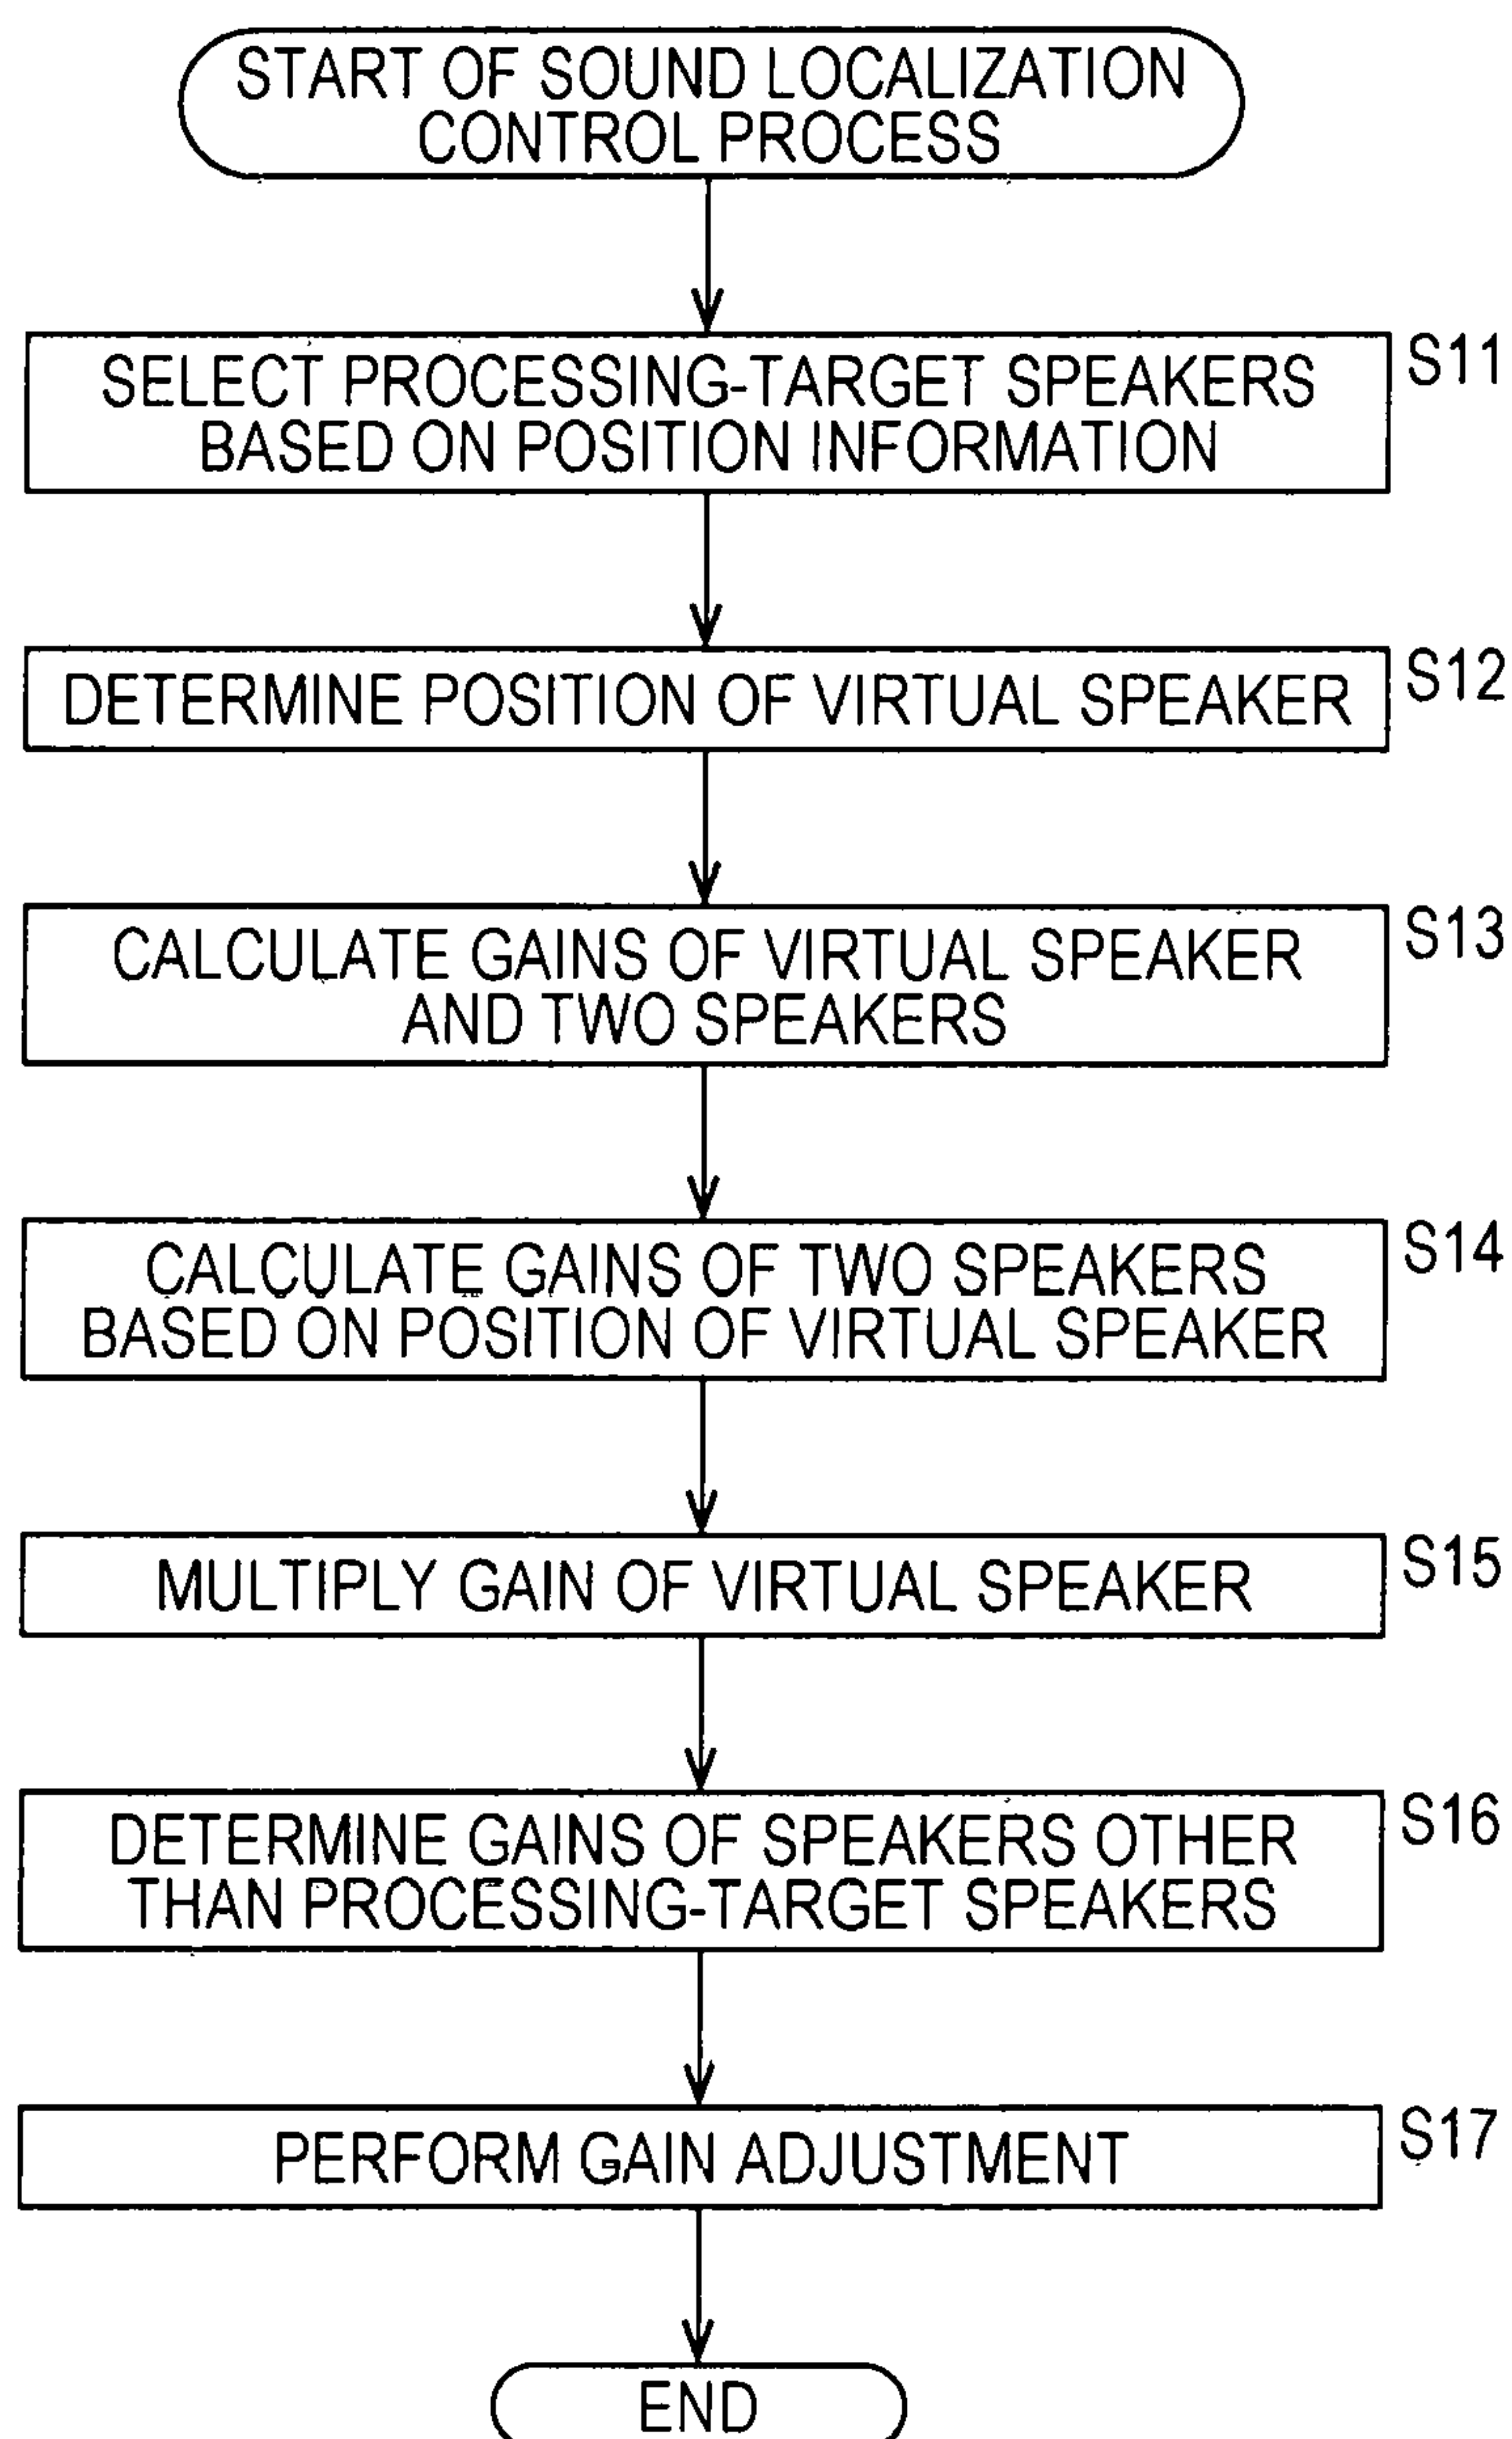 START OF SOUND LOCALIZATION
CONTROL PROCESS
SELECT PROCESSING-TARGET SPEAKERS
BASED ON POSITION INFORMATION
S11
DETERMINE POSITION OF VIRTUAL SPEAKER
S12
CALCULATE GAINS OF VIRTUAL SPEAKER
AND TWO SPEAKERS
S13
CALCULATE GAINS OF TWO SPEAKERS
BASED ON POSITION OF VIRTUAL SPEAKER
S14
MULTIPLY GAIN OF VIRTUAL SPEAKER
S15
DETERMINE GAINS OF SPEAKERS OTHER
THAN PROCESSING-TARGET SPEAKERS
S16
PERFORM GAIN ADJUSTMENT
S17
END